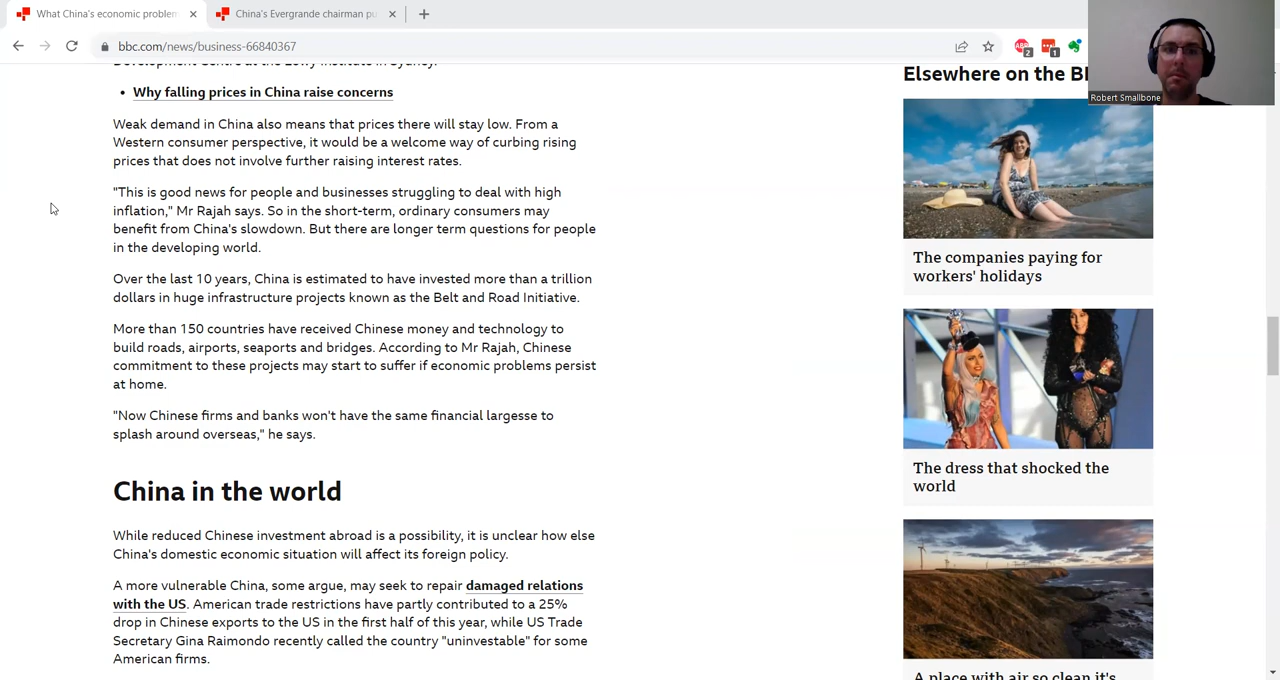 What China's economic problem
China's Evergrande chairman pu
bbc.com/news/business-66840367
2
1
Robert Smallbone
Development Centre at the Lowy Institute in Sydney.
Why falling prices in China raise concerns
Weak demand in China also means that prices there will stay low. From a
Western consumer perspective, it would be a welcome way of curbing rising
prices that does not involve further raising interest rates.
"This is good news for people and businesses struggling to deal with high
inflation," Mr Rajah says. So in the short-term, ordinary consumers may
benefit from China's slowdown. But there are longer term questions for people
in the developing world.
Over the last 10 years, China is estimated to have invested more than a trillion
dollars in huge infrastructure projects known as the Belt and Road Initiative.
More than 150 countries have received Chinese money and technology to
build roads, airports, seaports and bridges. According to Mr Rajah, Chinese
commitment to these projects may start to suffer if economic problems persist
at home.
"Now Chinese firms and banks won't have the same financial largesse to
splash around overseas," he says.
China in the world
While reduced Chinese investment abroad is a possibility, it is unclear how else
China's domestic economic situation will affect its foreign policy.
A more vulnerable China, some argue, may seek to repair damaged relations
with the US. American trade restrictions have partly contributed to a 25%
drop in Chinese exports to the US in the first half of this year, while US Trade
Secretary Gina Raimondo recently called the country "uninvestable" for some
American firms.
Elsewhere on the B
The companies paying for
workers' holidays
The dress that shocked the
world
A place with air so clean it's